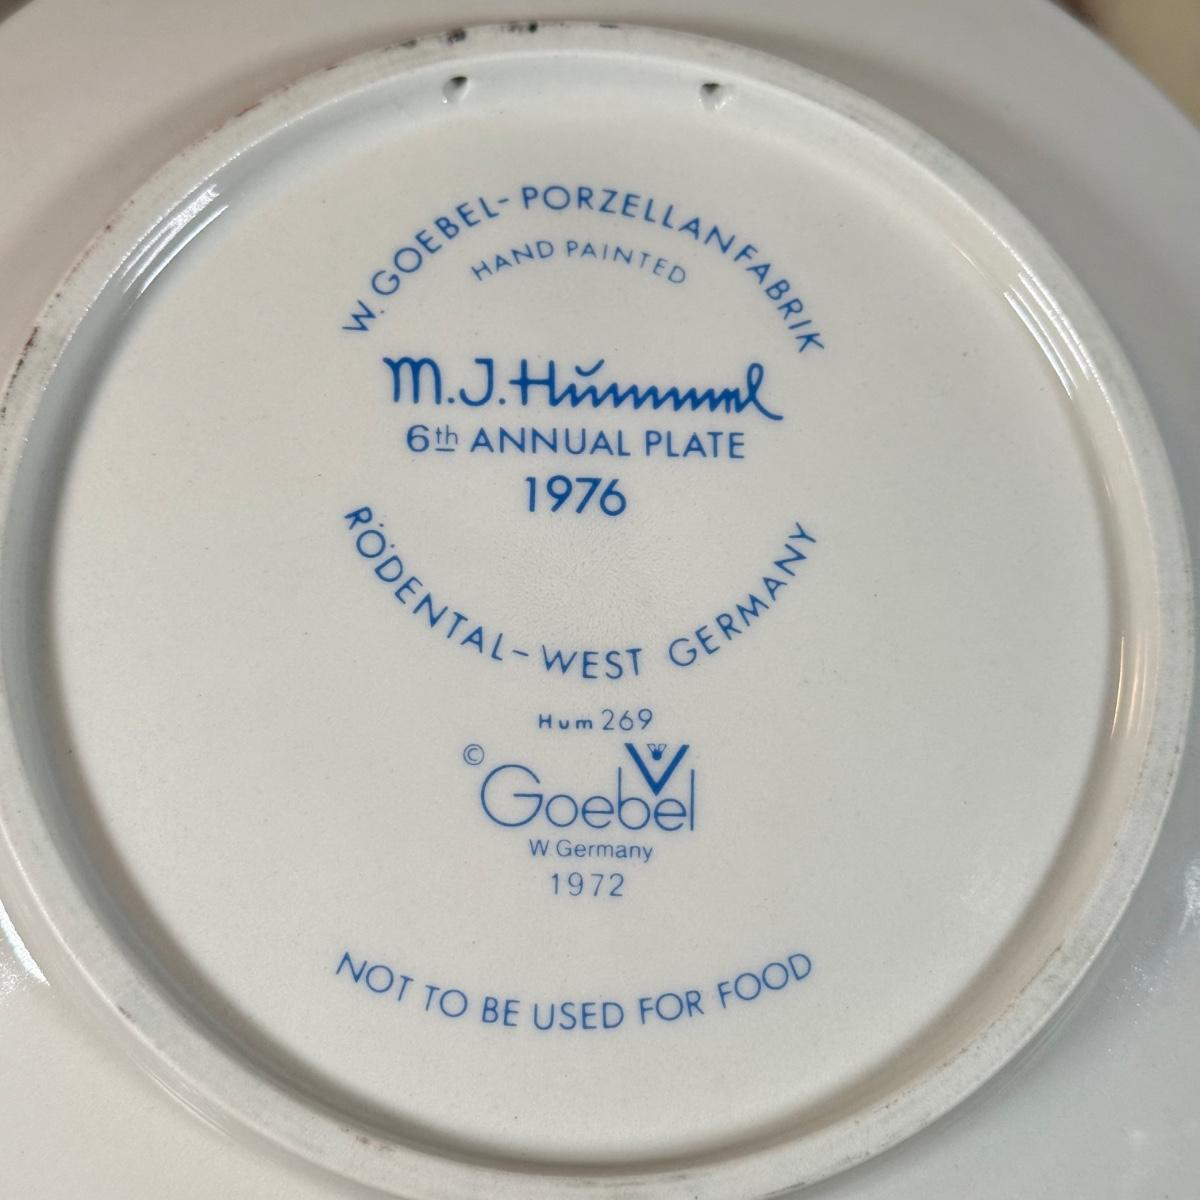 W. GOEBEL-PORZELLANFABRIK
HAND PAINTED
M.J.Hummel
6th ANNUAL PLATE
1976
RÖDENTAL-WEST GERMANY
Hum 269
© Goebel
W. Germany
1972
NOT TO BE USED FOR FOOD